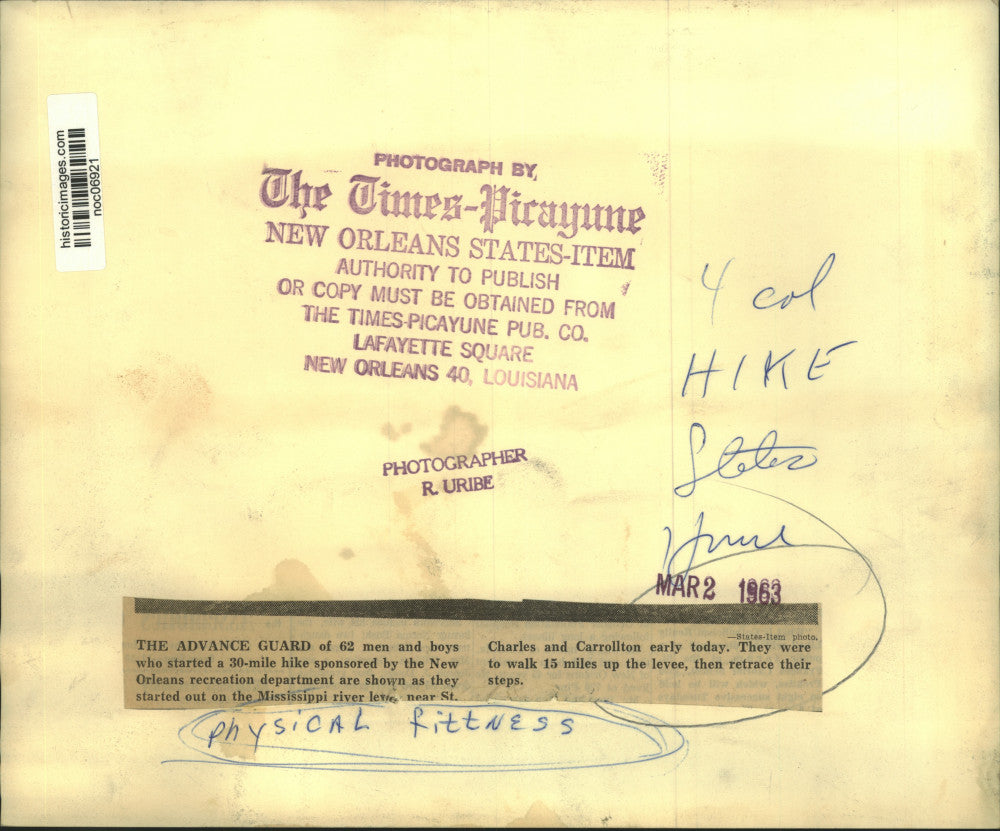 historicimages.com
noc06921
PHOTOGRAPH BY,
The Times-Picayune
NEW ORLEANS STATES-ITEM
AUTHORITY TO PUBLISH
OR COPY MUST BE OBTAINED FROM
THE TIMES-PICAYUNE PUB. CO.
LAFAYETTE SQUARE
NEW ORLEANS 40, LOUISIANA
4 col
HIKE
States
PHOTOGRAPHER
R. URIBE
MAR 2 1963
—States-Item photo.
THE ADVANCE GUARD of 62 men and boys
who started a 30-mile hike sponsored by the New
Orleans recreation department are shown as they
started out on the Mississippi river levee near St.
Charles and Carrollton early today. They were
to walk 15 miles up the levee, then retrace their
steps.
PHYSICAL FITTNESS